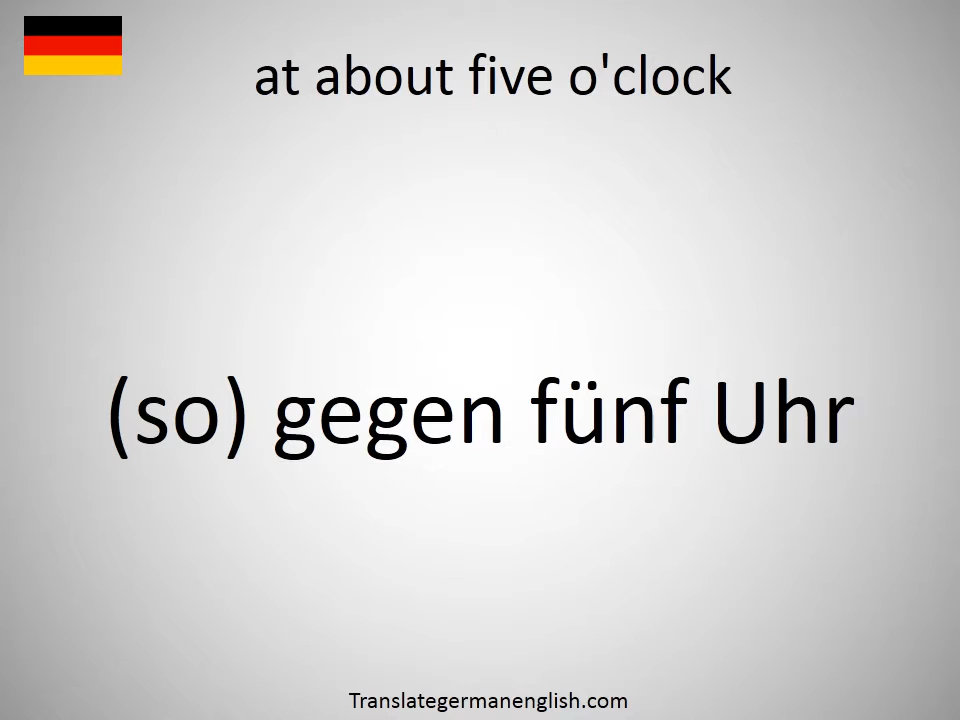 at about five o'clock
(so) gegen fünf Uhr
Translategermanenglish.com